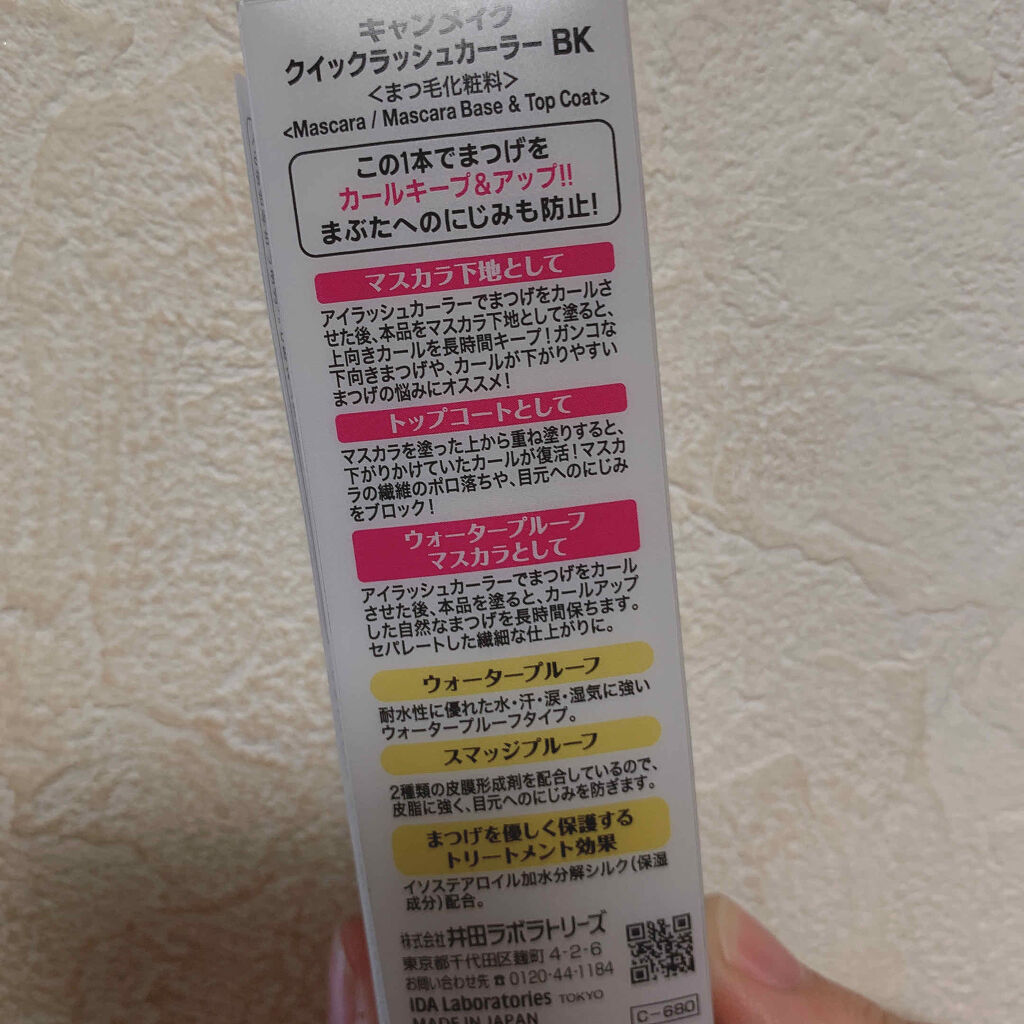 キャンメイク
クイックラッシュカーラー BK
<まつ毛化粧料>
<Mascara / Mascara Base & Top Coat>
この1本でまつげを
カールキープ&アップ!!
まぶたへのにじみも防止!
マスカラ下地として
アイラッシュカーラーでまつげをカールさ
せた後、本品をマスカラ下地として塗ると、
上向きカールを長時間キープ!ガンコな
下向きまつげや、カールが下がりやすい
まつげの悩みにオススメ!
トップコートとして
マスカラを塗った上から重ね塗りすると、
下がりかけていたカールが復活!マスカ
ラの繊維のポロ落ちや、目元へのにじみ
をブロック!
ウォータープルーフ
マスカラとして
アイラッシュカーラーでまつげをカール
させた後、本品を塗ると、カールアップ
した自然なまつげを長時間保ちます。
セパレートした繊細な仕上がりに。
ウォータープルーフ
耐水性に優れた水・汗・涙・湿気に強い
ウォータープルーフタイプ。
スマッジプルーフ
2種類の皮膜形成剤を配合しているので、
皮脂に強く、目元へのにじみを防ぎます。
まつげを優しく保護する
トリートメント効果
イソステアロイル加水分解シルク(保湿
成分)配合。
株式会社 井田ラボラトリーズ
東京都千代田区麹町 4-2-6
お問い合わせ先 ☎ 0120-44-1184
IDA Laboratories TOKYO
MADE IN JAPAN
C-680